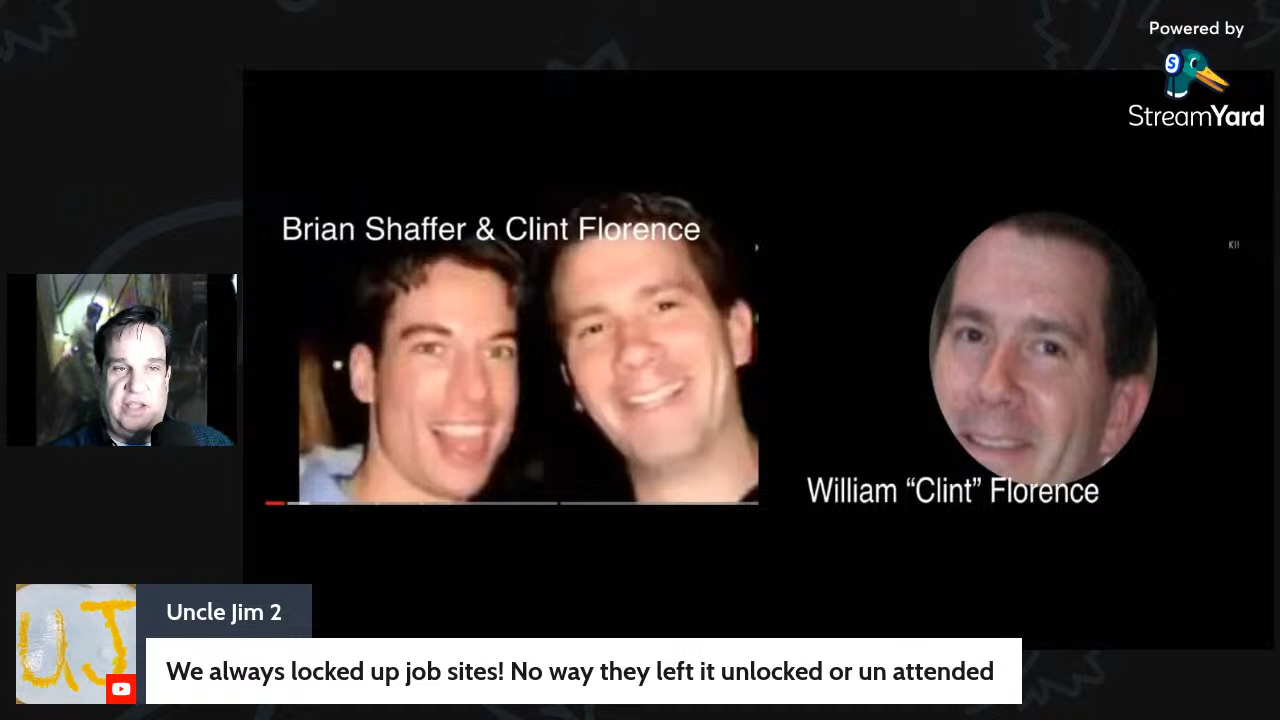 Powered by
StreamYard
Brian Shaffer & Clint Florence
William “Clint” Florence
UJ
Uncle Jim 2
We always locked up job sites! No way they left it unlocked or un attended